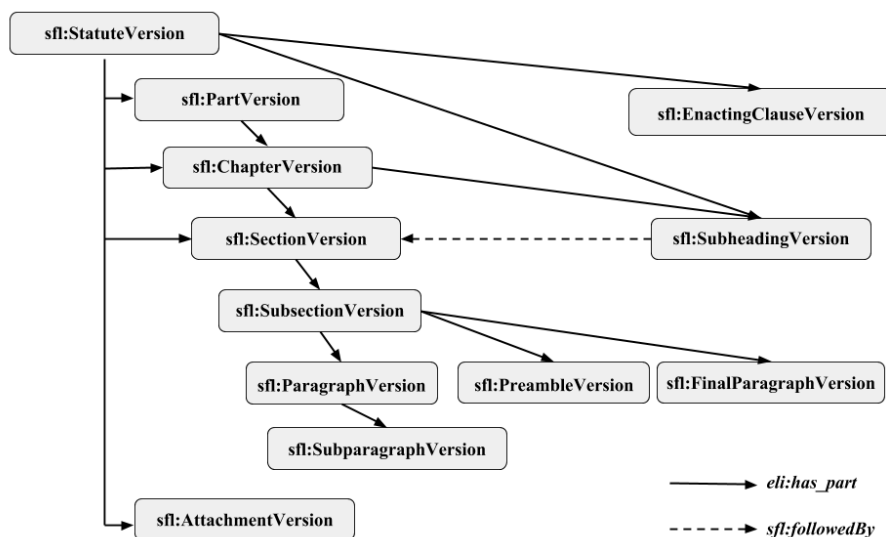 sfl:StatuteVersion
sfl:PartVersion
sfl:EnactingClauseVersion
sfl:ChapterVersion
sfl:SectionVersion
sfl:SubheadingVersion
sfl:SubsectionVersion
sfl:ParagraphVersion
sfl:PreambleVersion
sfl:FinalParagraphVersion
sfl:SubparagraphVersion
eli:has_part
sfl:AttachmentVersion
sfl:followedBy